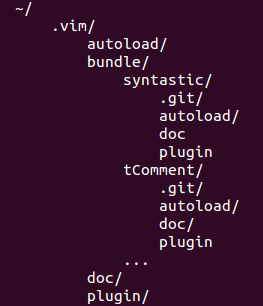 ~/
.vim/
autoload/
bundle/
syntastic/
.git/
autoload/
doc
plugin
tComment/
.git/
autoload/
doc/
plugin
...
doc/
plugin/